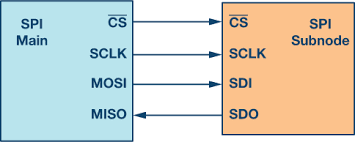 SPI
Main
CS
SCLK
MOSI
MISO
CS
SCLK
SDI
SDO
SPI
Subnode